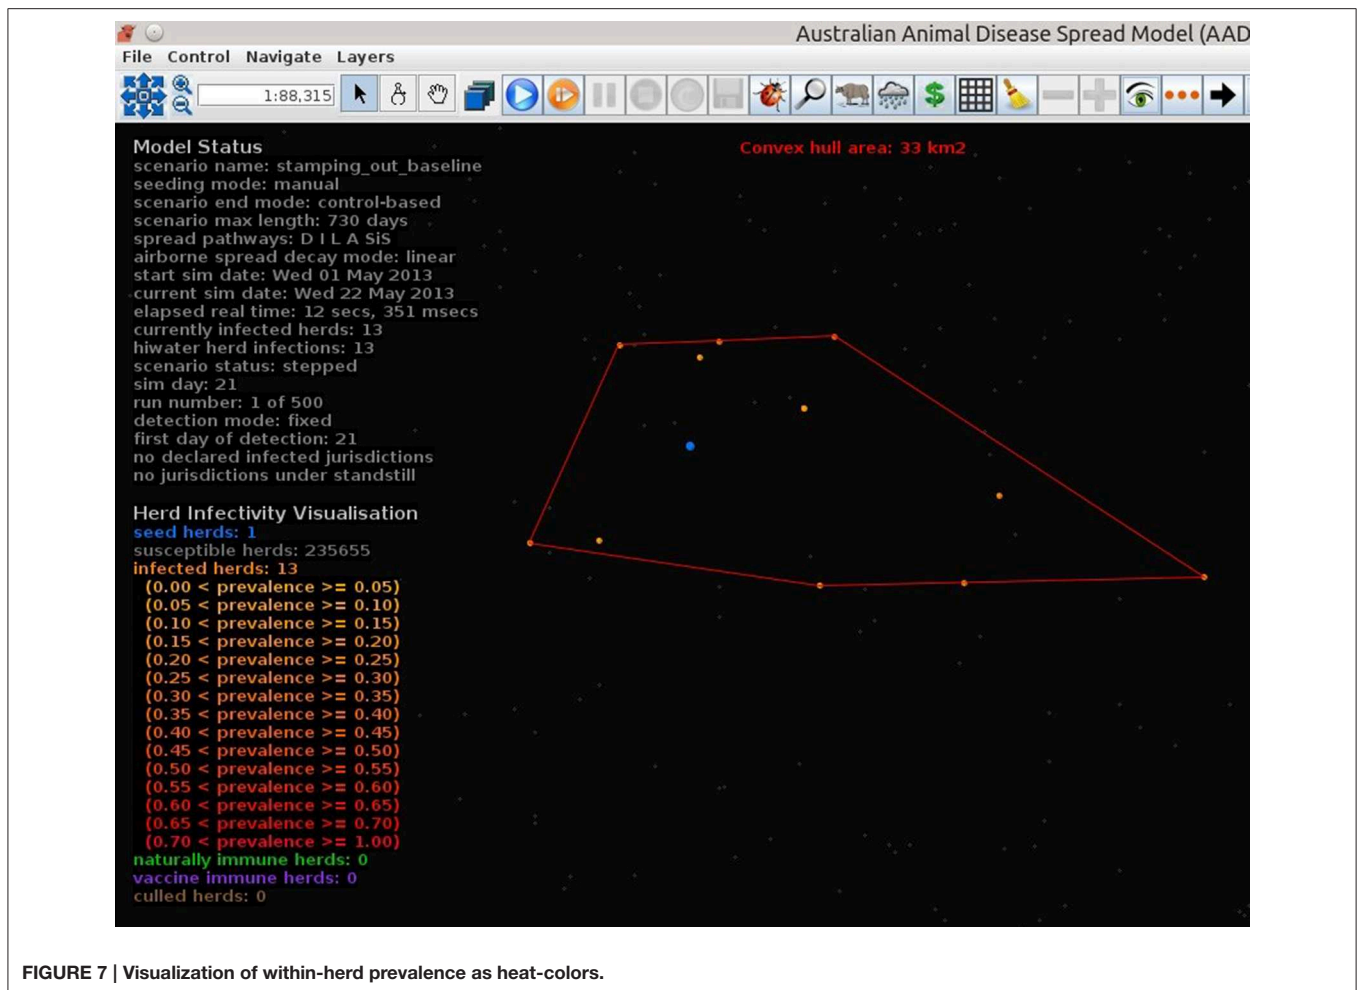 Australian Animal Disease Spread Model (AAD
File Control Navigate Layers
1:88,315
Model Status
Convex hull area: 33 km2
scenario name: stamping_out_baseline
seeding mode: manual
scenario end mode: control-based
scenario max length: 730 days
spread pathways: D I L A SiS
airborne spread decay mode: linear
start sim date: Wed 01 May 2013
current sim date: Wed 22 May 2013
elapsed real time: 12 secs, 351 msecs
currently infected herds: 13
hiwater herd infections: 13
scenario status: stepped
sim day: 21
run number: 1 of 500
detection mode: fixed
first day of detection: 21
no declared infected jurisdictions
no jurisdictions under standstill
Herd Infectivity Visualisation
seed herds: 1
susceptible herds: 235655
infected herds: 13
(0.00 < prevalence >= 0.05)
(0.05 < prevalence >= 0.10)
(0.10 < prevalence >= 0.15)
(0.15 < prevalence >= 0.20)
(0.20 < prevalence >= 0.25)
(0.25 < prevalence >= 0.30)
(0.30 < prevalence >= 0.35)
(0.35 < prevalence >= 0.40)
(0.40 < prevalence >= 0.45)
(0.45 < prevalence >= 0.50)
(0.50 < prevalence >= 0.55)
(0.55 < prevalence >= 0.60)
(0.60 < prevalence >= 0.65)
(0.65 < prevalence >= 0.70)
(0.70 < prevalence >= 1.00)
naturally immune herds: 0
vaccine immune herds: 0
culled herds: 0
FIGURE 7 | Visualization of within-herd prevalence as heat-colors.